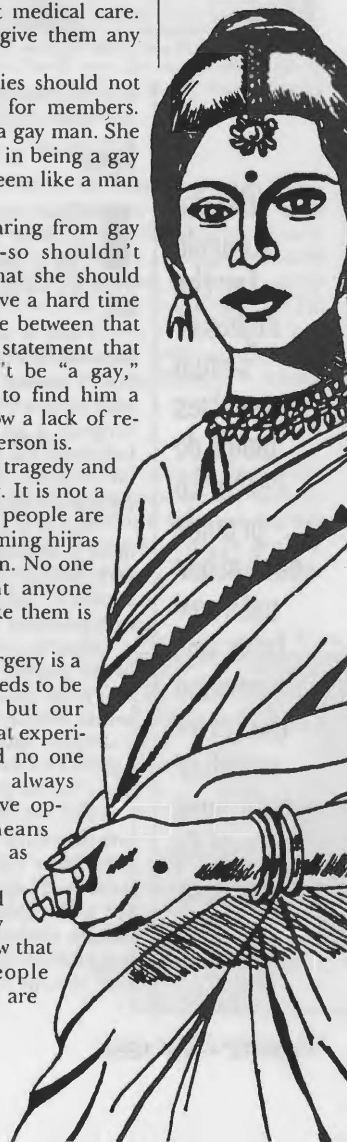 t medical care.
give them any
ies should not
for members.
a gay man. She
in being a gay
eem like a man
aring from gay
-so shouldn't
hat she should
ve a hard time
e between that
statement that
't be "a gay,"
to find him a
ow a lack of re-
erson is.
tragedy and
. It is not a
people are
ming hijras
n. No one
nt anyone
ke them is
rgery is a
eds to be
but our
at experi-
d no one
always
ve op-
means
as
d
y
w that
eople
are